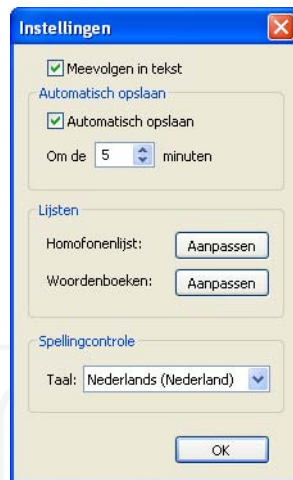 Instellingen
Meevolgen in tekst
Automatisch opslaan
Automatisch opslaan
Om de 5 minuten
Lijsten
Homofonenlijst: Aanpassen
Woordenboeken: Aanpassen
Spellingcontrole
Taal: Nederlands (Nederland)
OK